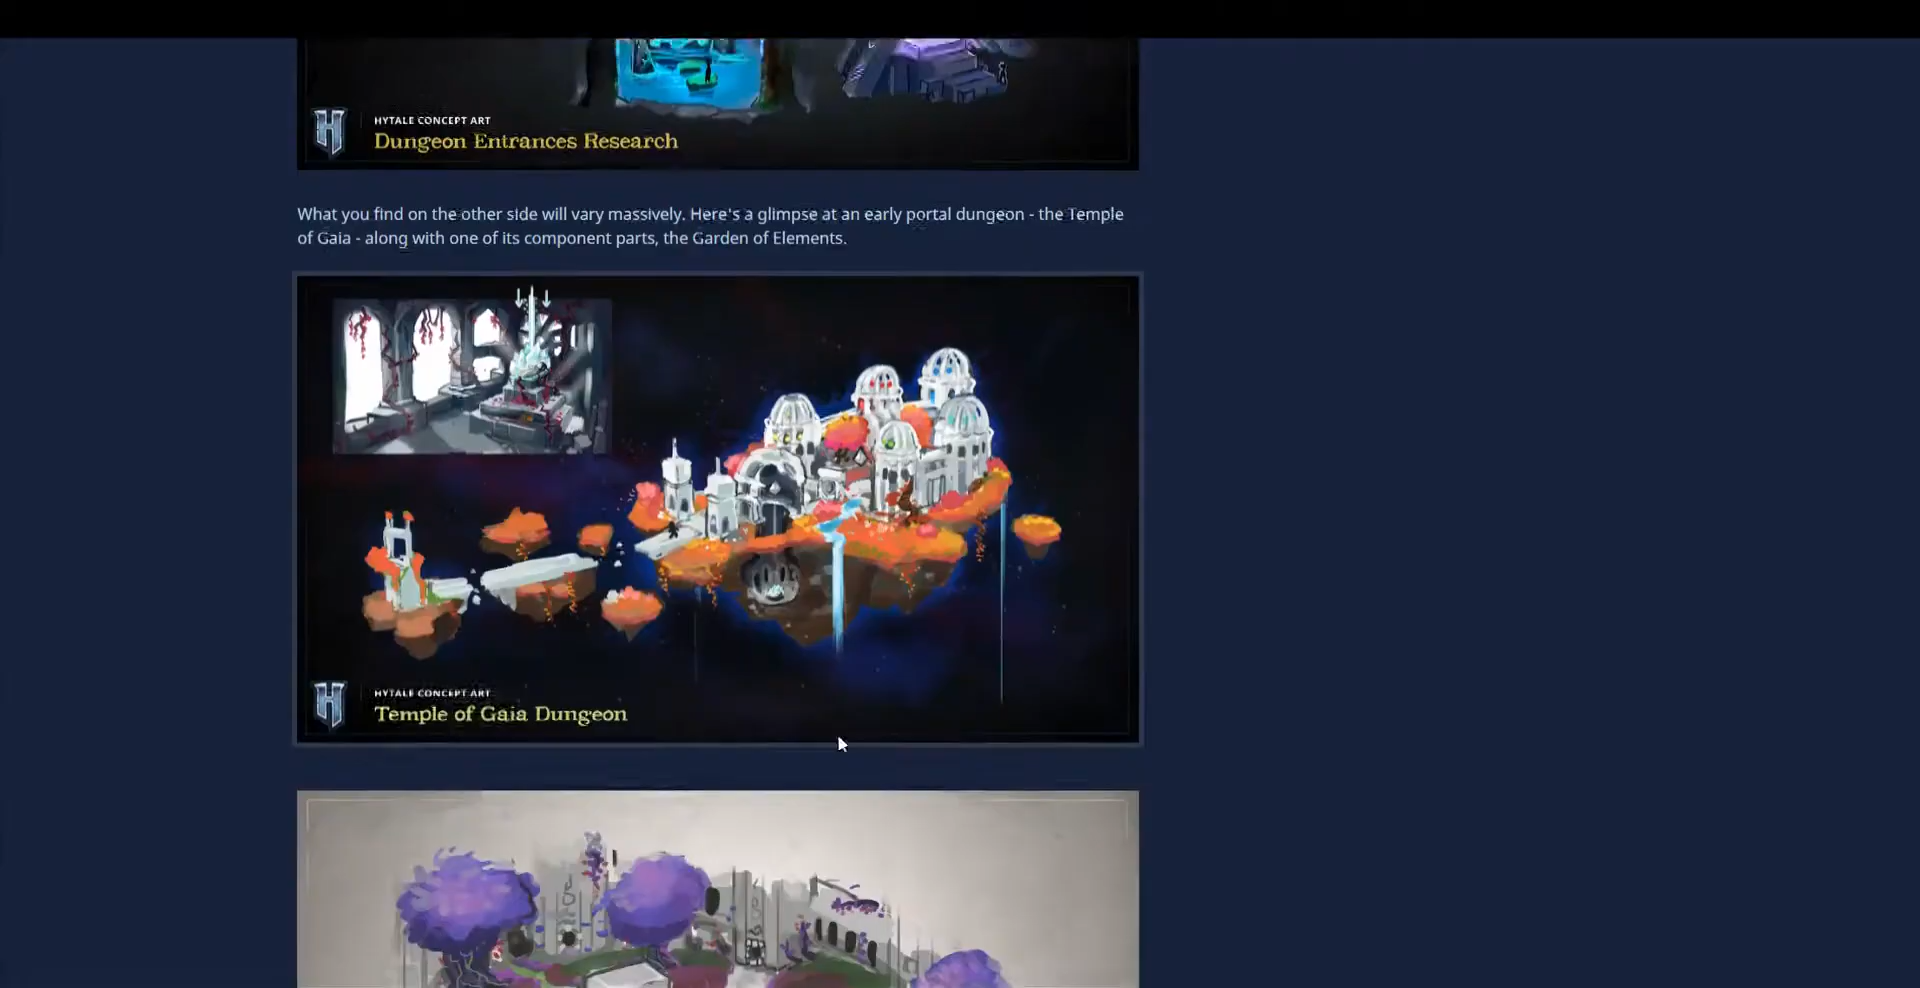 HYTALE CONCEPT ART
Dungeon Entrances Research
What you find on the other side will vary massively. Here's a glimpse at an early portal dungeon - the Temple
of Gaia - along with one of its component parts, the Garden of Elements.
HYTALE CONCEPT ART
Temple of Gaia Dungeon